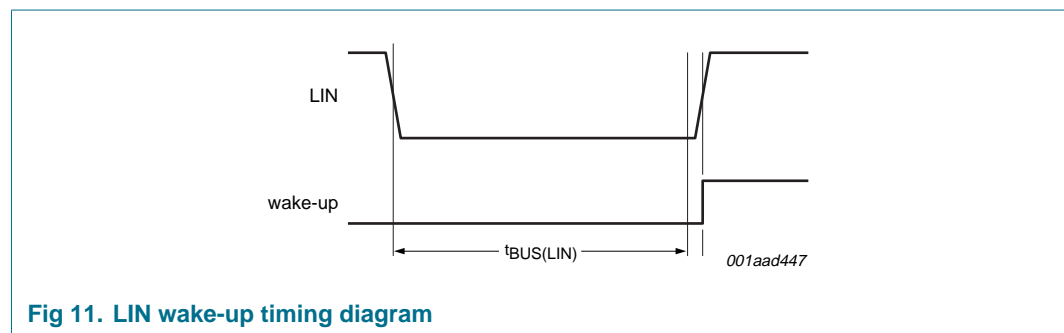 LIN
wake-up
tBUS(LIN)
001aad447
Fig 11. LIN wake-up timing diagram